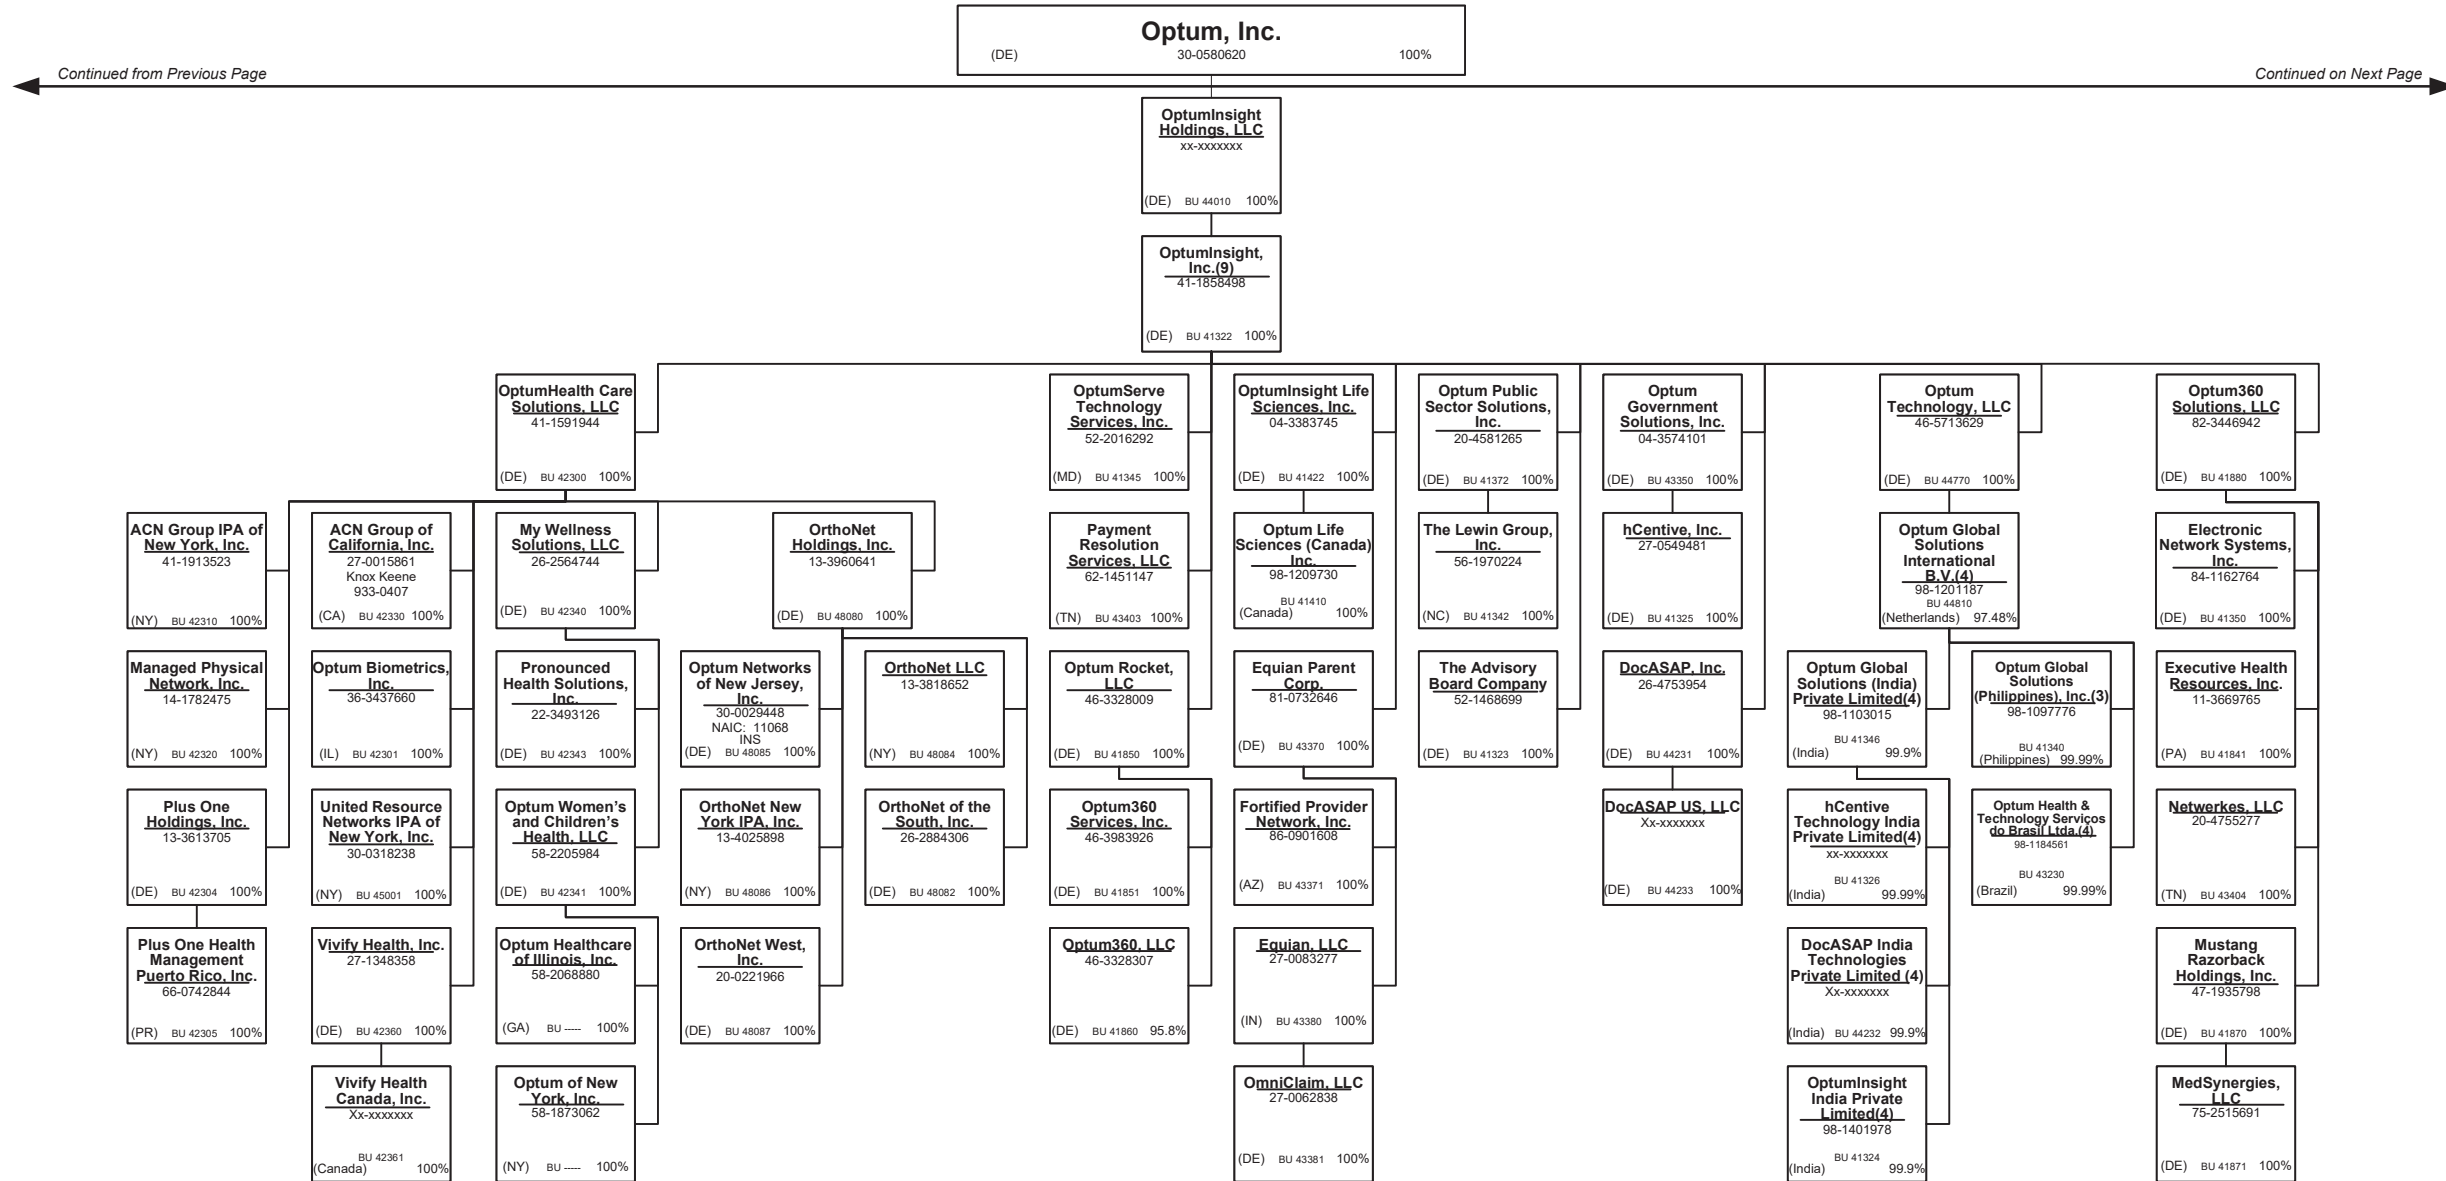 Optum, Inc.
(DE) 30-0580620 100%
Continued from Previous Page
Continued on Next Page
OptumInsight
Holdings, LLC
xx-xxxxxxx
(DE) BU 44010 100%
OptumInsight,
Inc.(9)
41-1858498
(DE) BU 41322 100%
OptumHealth Care
Solutions, LLC
41-1591944
(DE) BU 42300 100%
OptumServe
Technology
Services, Inc.
52-2016292
(MD) BU 41345 100%
OptumInsight Life
Sciences, Inc.
04-3383745
(DE) BU 41422 100%
Optum Public
Sector Solutions,
Inc.
20-4581265
(DE) BU 41372 100%
Optum
Government
Solutions, Inc.
04-3574101
(DE) BU 43350 100%
Optum
Technology, LLC
46-5713629
(DE) BU 44770 100%
Optum360
Solutions, LLC
82-3446942
(DE) BU 41880 100%
ACN Group IPA of
New York, Inc.
41-1913523
(NY) BU 42310 100%
ACN Group of
California, Inc.
27-0015861
Knox Keene
933-0407
(CA) BU 42330 100%
My Wellness
Solutions, LLC
26-2564744
(DE) BU 42340 100%
OrthoNet
Holdings, Inc.
13-3960641
(DE) BU 48080 100%
Payment
Resolution
Services, LLC
62-1451147
(TN) BU 43403 100%
Optum Life
Sciences (Canada)
Inc.
98-1209730
BU 41410
(Canada) 100%
The Lewin Group,
Inc.
56-1970224
(NC) BU 41342 100%
hCentive, Inc.
27-0549481
(DE) BU 41325 100%
Optum Global
Solutions
International
B.V.(4)
98-1201187
BU 44810
(Netherlands) 97.48%
Electronic
Network Systems,
Inc.
84-1162764
(DE) BU 41350 100%
Managed Physical
Network, Inc.
14-1782475
(NY) BU 42320 100%
Optum Biometrics,
Inc.
36-3437660
(IL) BU 42301 100%
Pronounced
Health Solutions,
Inc.
22-3493126
(DE) BU 42343 100%
Optum Networks
of New Jersey,
Inc.
30-0029448
NAIC: 11068
INS
(DE) BU 48085 100%
OrthoNet LLC
13-3818652
(NY) BU 48084 100%
Optum Rocket,
LLC
46-3328009
(DE) BU 41850 100%
Equian Parent
Corp.
81-0732646
(DE) BU 43370 100%
The Advisory
Board Company
52-1468699
(DE) BU 41323 100%
DocASAP, Inc.
26-4753954
(DE) BU 44231 100%
Optum Global
Solutions (India)
Private Limited(4)
98-1103015
BU 41346
(India) 99.9%
Optum Global
Solutions
(Philippines), Inc.(3)
98-1097776
BU 41340
(Philippines) 99.99%
Executive Health
Resources, Inc.
11-3669765
(PA) BU 41841 100%
Plus One
Holdings, Inc.
13-3613705
(DE) BU 42304 100%
United Resource
Networks IPA of
New York, Inc.
30-0318238
(NY) BU 45001 100%
Optum Women's
and Children's
Health, LLC
58-2205984
(DE) BU 42341 100%
OrthoNet New
York IPA, Inc.
13-4025898
(NY) BU 48086 100%
OrthoNet of the
South, Inc.
26-2884306
(DE) BU 48082 100%
Optum360
Services, Inc.
46-3983926
(DE) BU 41851 100%
Fortified Provider
Network, Inc.
86-0901608
(AZ) BU 43371 100%
DocASAP US, LLC
Xx-xxxxxxx
(DE) BU 44233 100%
hCentive
Technology India
Private Limited(4)
xx-xxxxxxx
BU 41326
(India) 99.99%
Optum Health &
Technology Serviços
do Brasil Ltda.(4)
98-1184561
BU 43230
(Brazil) 99.99%
Netwerkes, LLC
20-4755277
(TN) BU 43404 100%
Plus One Health
Management
Puerto Rico, Inc.
66-0742844
(PR) BU 42305 100%
Vivify Health, Inc.
27-1348358
(DE) BU 42360 100%
Optum Healthcare
of Illinois, Inc.
58-2068880
(GA) BU ----- 100%
OrthoNet West,
Inc.
20-0221966
(DE) BU 48087 100%
Optum360, LLC
46-3328307
(DE) BU 41860 95.8%
Equian, LLC
27-0083277
(IN) BU 43380 100%
DocASAP India
Technologies
Private Limited (4)
Xx-xxxxxxx
(India) BU 44232 99.9%
Mustang
Razorback
Holdings, Inc.
47-1935798
(DE) BU 41870 100%
Vivify Health
Canada, Inc.
Xx-xxxxxxx
BU 42361
(Canada) 100%
Optum of New
York, Inc.
58-1873062
(NY) BU ----- 100%
OmniClaim, LLC
27-0062838
(DE) BU 43381 100%
OptumInsight
India Private
Limited(4)
98-1401978
BU 41324
(India) 99.9%
MedSynergies,
LLC
75-2515691
(DE) BU 41871 100%